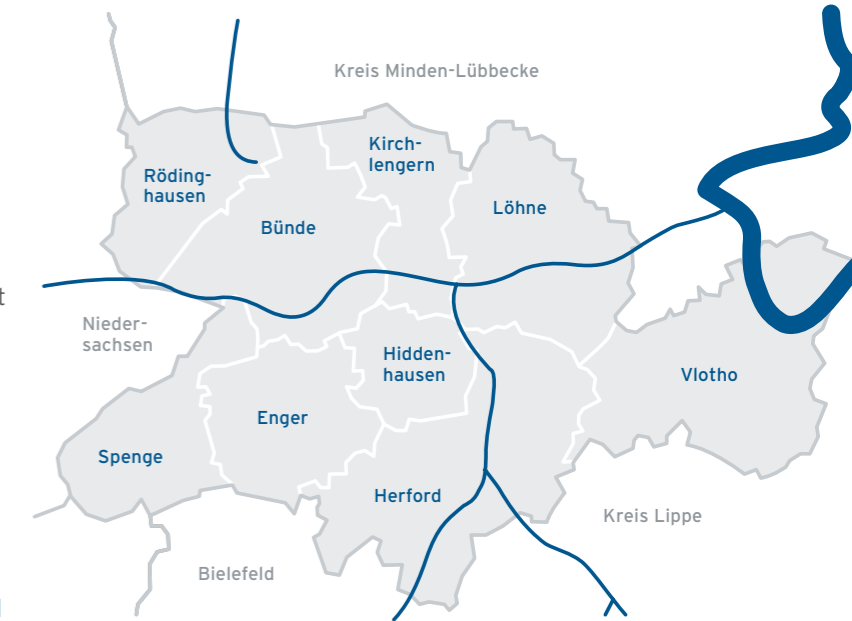 Kreis Minden-Lübbecke
Kirch-
lengern
Röding-
hausen
Löhne
Bünde
t
Nieder-
sachsen
Hidden-
hausen
Vlotho
Enger
Spenge
Herford
Kreis Lippe
Bielefeld